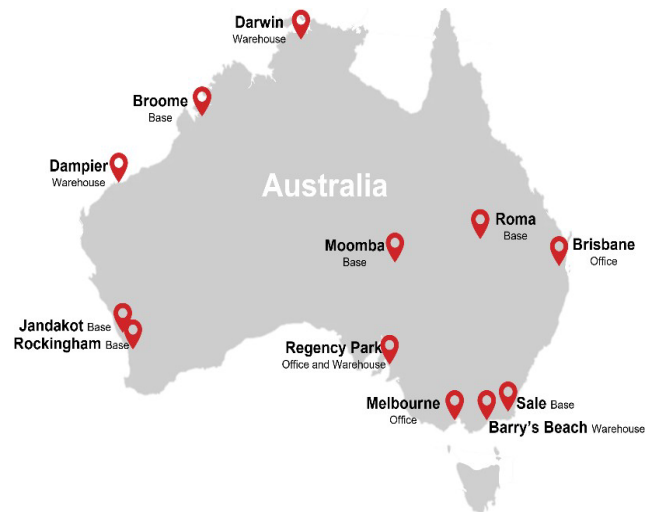 Darwin
Warehouse
Broome
Base
Dampier
Warehouse
Australia
Roma
Base
Moomba
Base
Brisbane
Office
Jandakot Base
Rockingham Base
Regency Park
Office and Warehouse
Melbourne
Office
Sale Base
Barry's Beach Warehouse